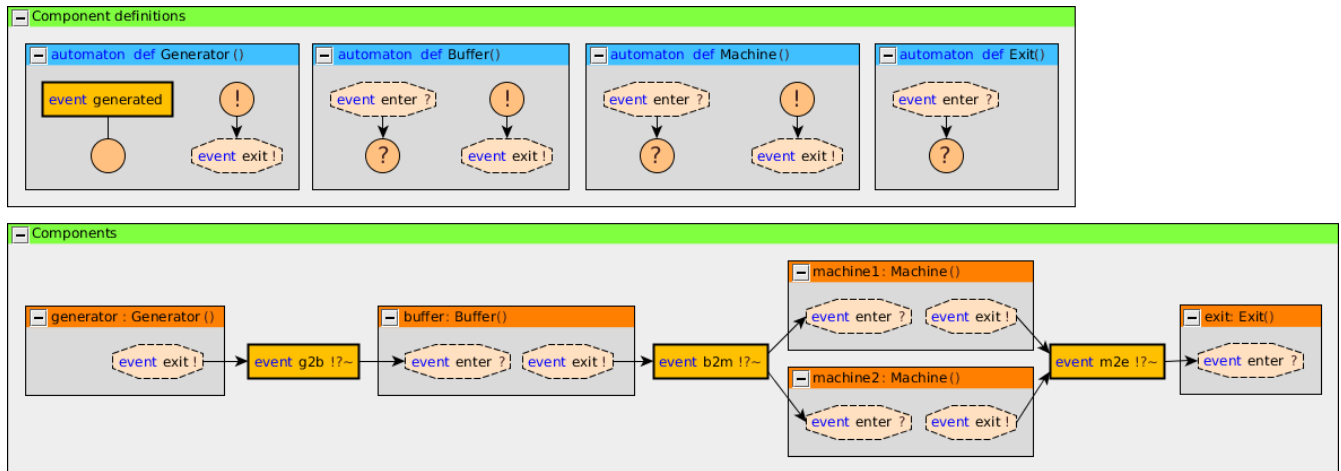 Component definitions
automaton def Generator()
event generated
!
event exit !
automaton def Buffer()
event enter ?
?
!
event exit !
automaton def Machine()
event enter ?
?
!
event exit !
automaton def Exit()
event enter ?
?
Components
generator : Generator()
event exit !
event g2b !?~
buffer: Buffer()
event enter ?
event exit !
event b2m !?~
machine1: Machine()
event enter ?
event exit !
machine2: Machine()
event enter ?
event exit !
event m2e !?~
exit: Exit()
event enter ?